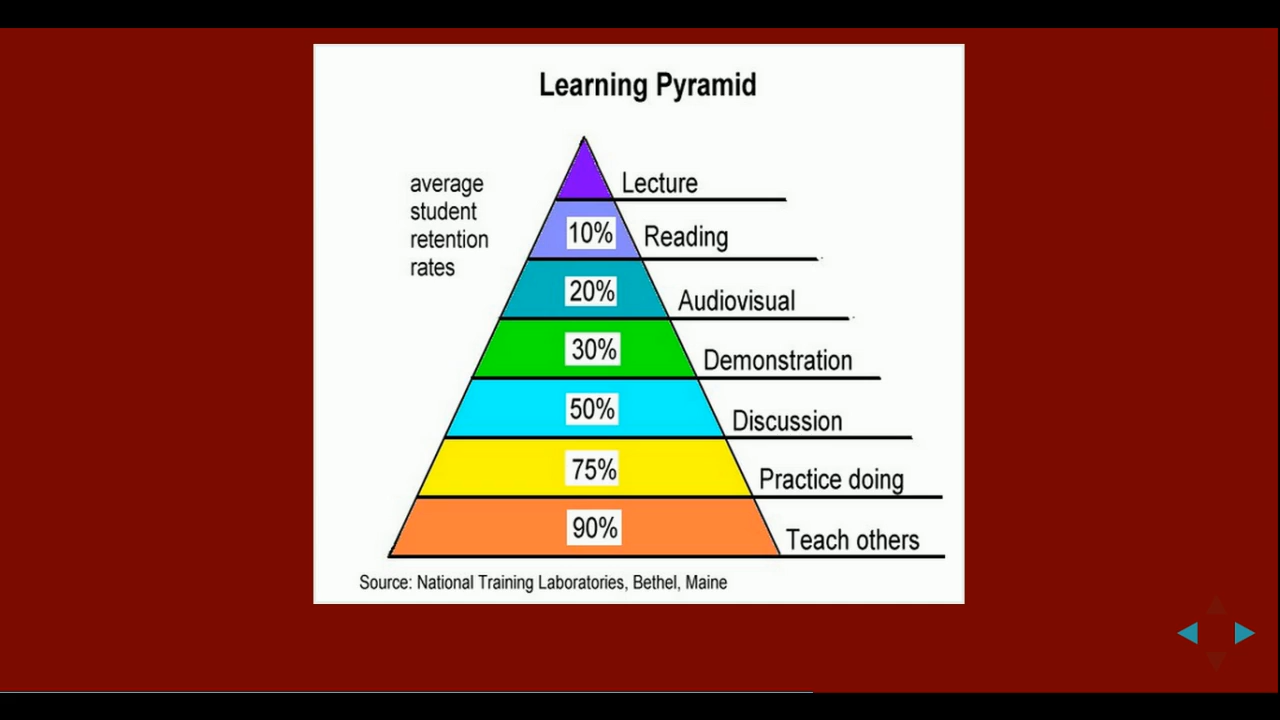 Learning Pyramid
average
student
retention
rates
Lecture
10% Reading
20% Audiovisual
30% Demonstration
50% Discussion
75% Practice doing
90% Teach others
Source: National Training Laboratories, Bethel, Maine